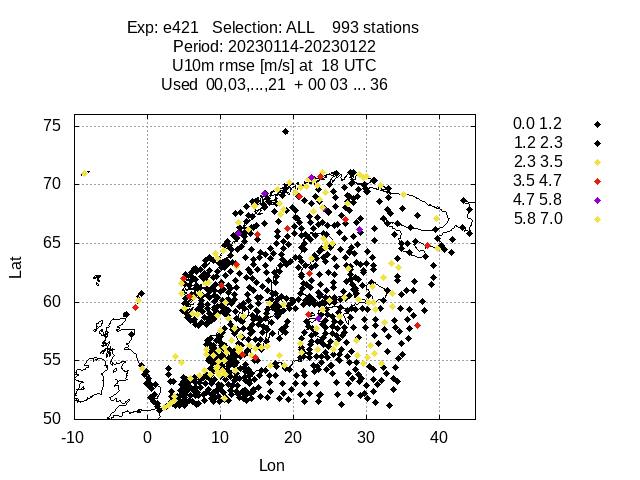 Exp: e421 Selection: ALL 993 stations
Period: 20230114-20230122
U10m rmse [m/s] at 18 UTC
Used 00,03,...,21 + 00 03 ... 36
75
70
65
60
55
50
Lat
-10 0 10 20 30 40
Lon
0.0 1.2
1.2 2.3
2.3 3.5
3.5 4.7
4.7 5.8
5.8 7.0